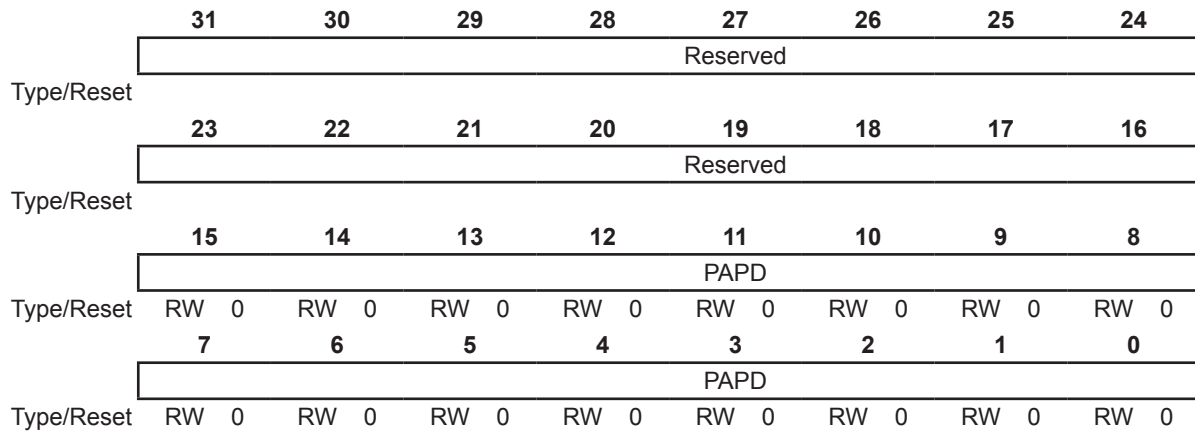 31 30 29 28 27 26 25 24
Reserved
Type/Reset
23 22 21 20 19 18 17 16
Reserved
Type/Reset
15 14 13 12 11 10 9 8
PAPD
Type/Reset RW 0 RW 0 RW 0 RW 0 RW 0 RW 0 RW 0 RW 0
7 6 5 4 3 2 1 0
PAPD
Type/Reset RW 0 RW 0 RW 0 RW 0 RW 0 RW 0 RW 0 RW 0